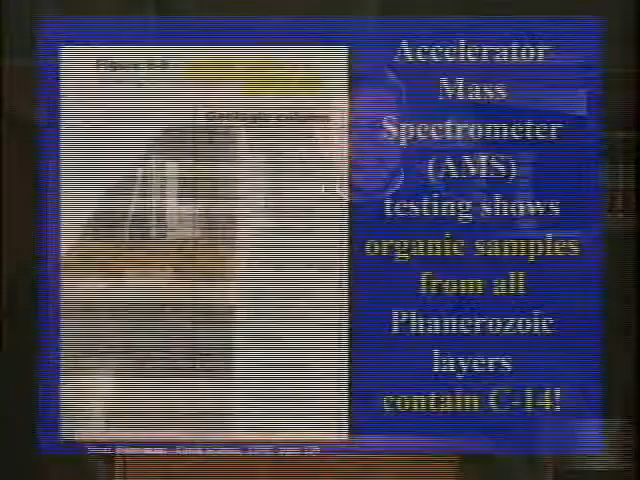 Geologic column
Accelerator
Mass
Spectrometer
(AMS)
testing shows
organic samples
from all
Phanerozoic
layers
contain C-14!